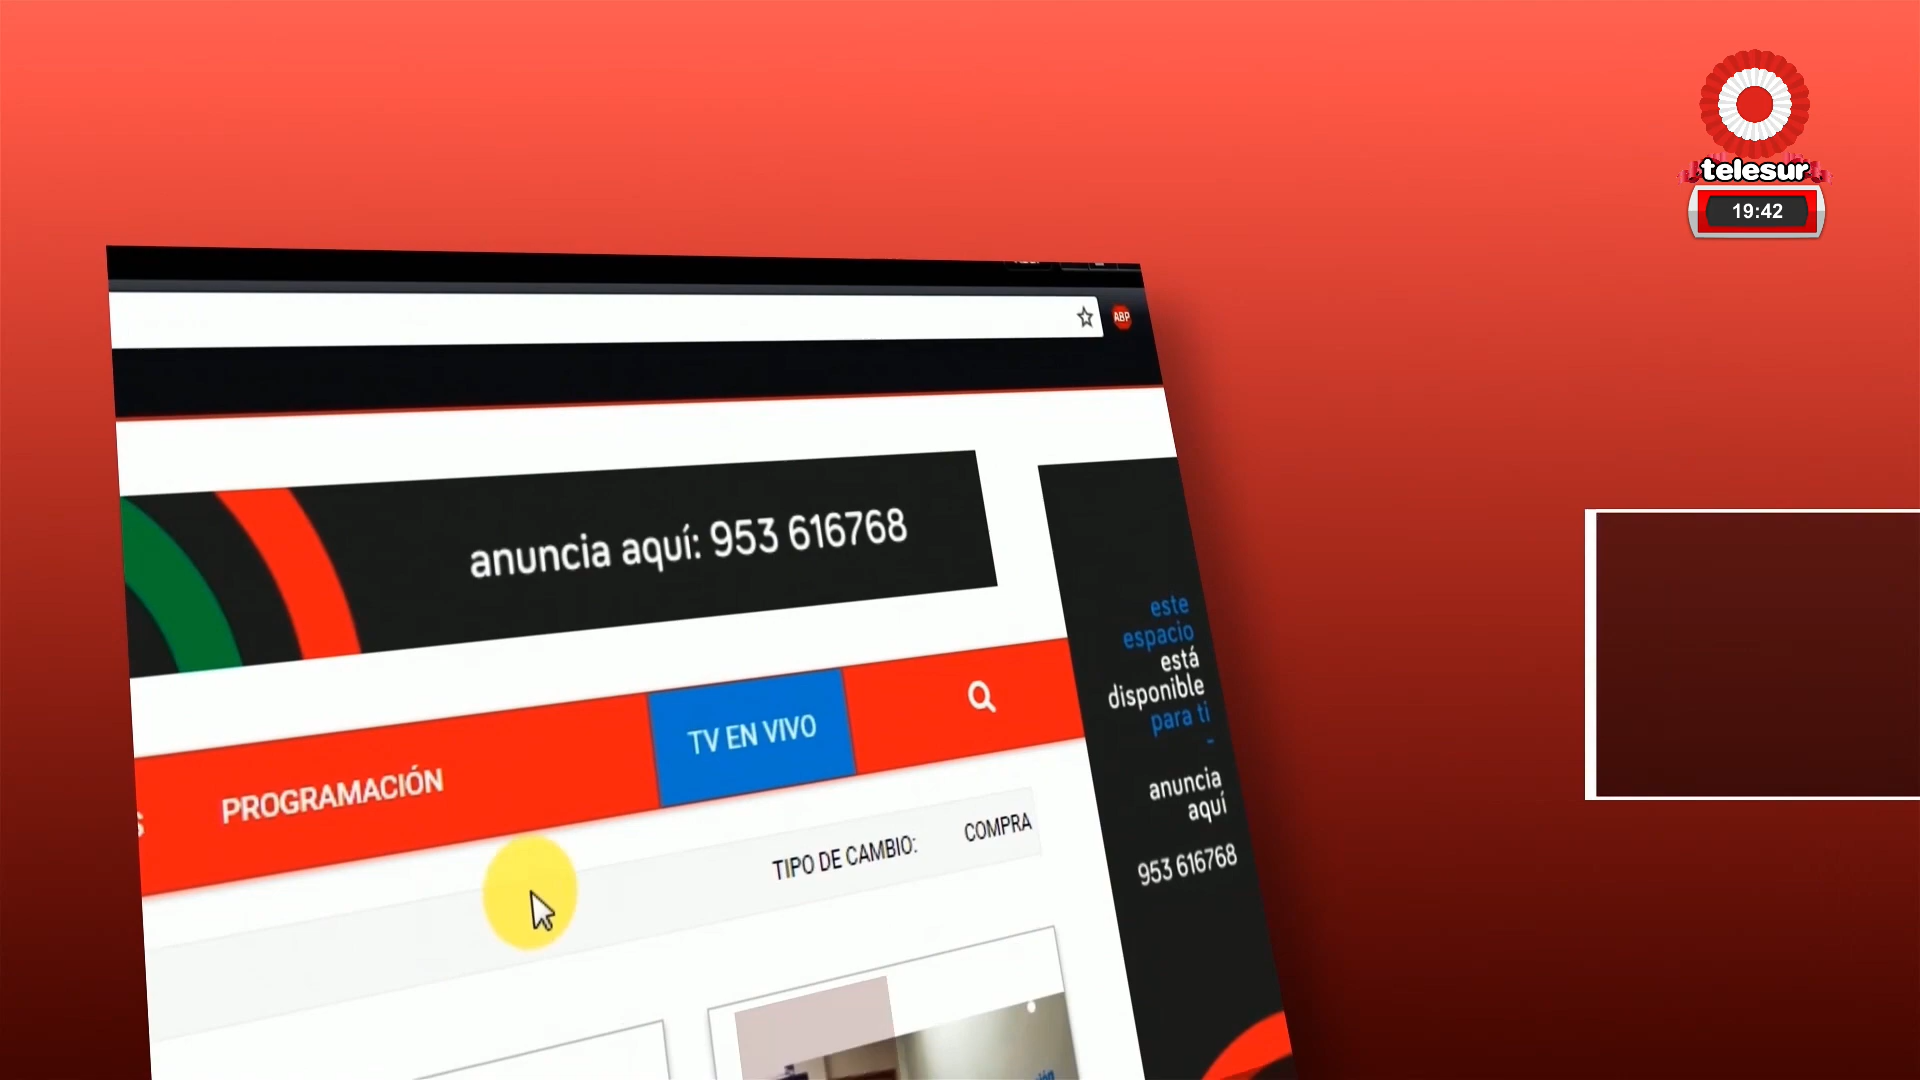 telesur
19:42
ABP
anuncia aquí: 953 616768
este
espacio
está
disponible
para ti
-
anuncia
aquí
953 616768
PROGRAMACIÓN
TV EN VIVO
TIPO DE CAMBIO:
COMPRA